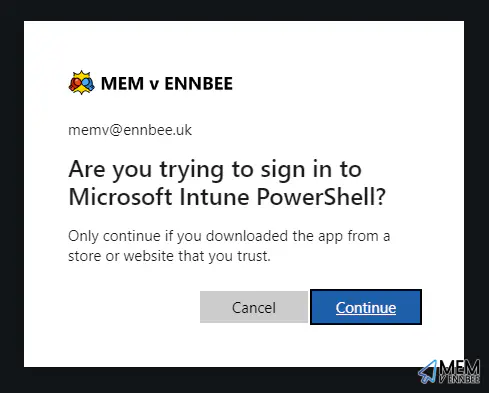 MEM v ENNBEE
memv@ennbee.uk
Are you trying to sign in to
Microsoft Intune PowerShell?
Only continue if you downloaded the app from a
store or website that you trust.
Cancel
Continue
MEM
V ENNBEE